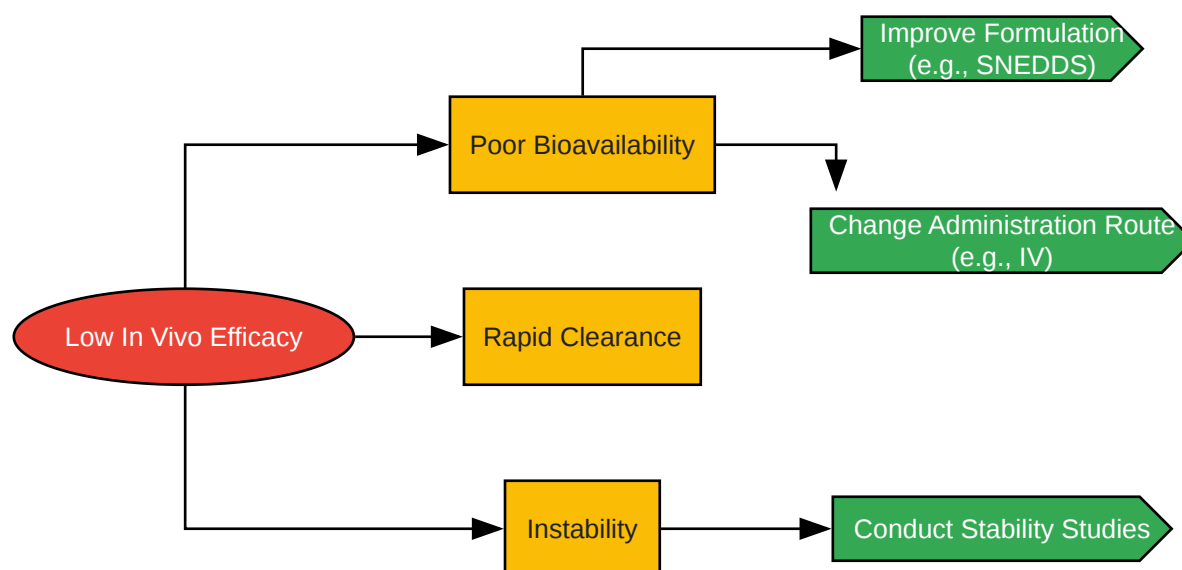 Improve Formulation
(e.g., SNEDDS)
Poor Bioavailability
Change Administration Route
(e.g., IV)
Low In Vivo Efficacy
Rapid Clearance
Instability
Conduct Stability Studies